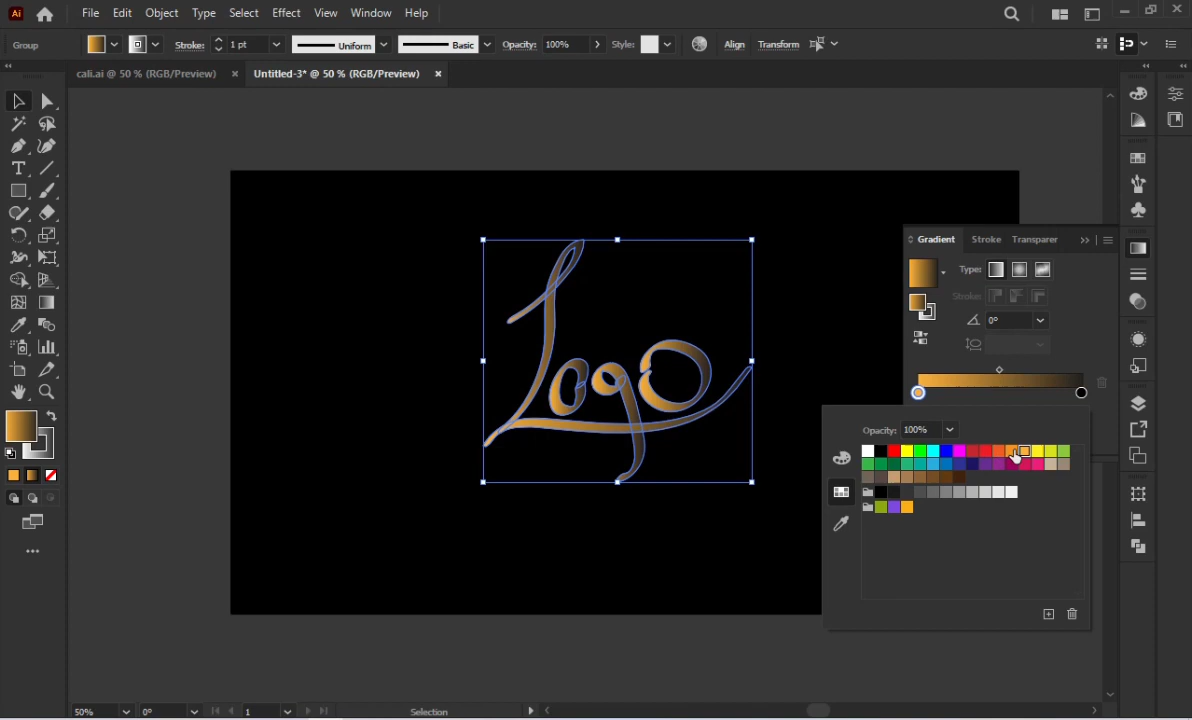 Ai File Edit Object Type Select Effect View Window Help
Group Stroke: 1 pt Uniform Basic Opacity: 100% Style: Align Transform
cali.ai @ 50 % (RGB/Preview) × Untitled-3* @ 50 % (RGB/Preview) ×
Gradient Stroke Transparer
Type:
Stroke:
0°
Logo
Opacity: 100%
50% 0° 1 Selection